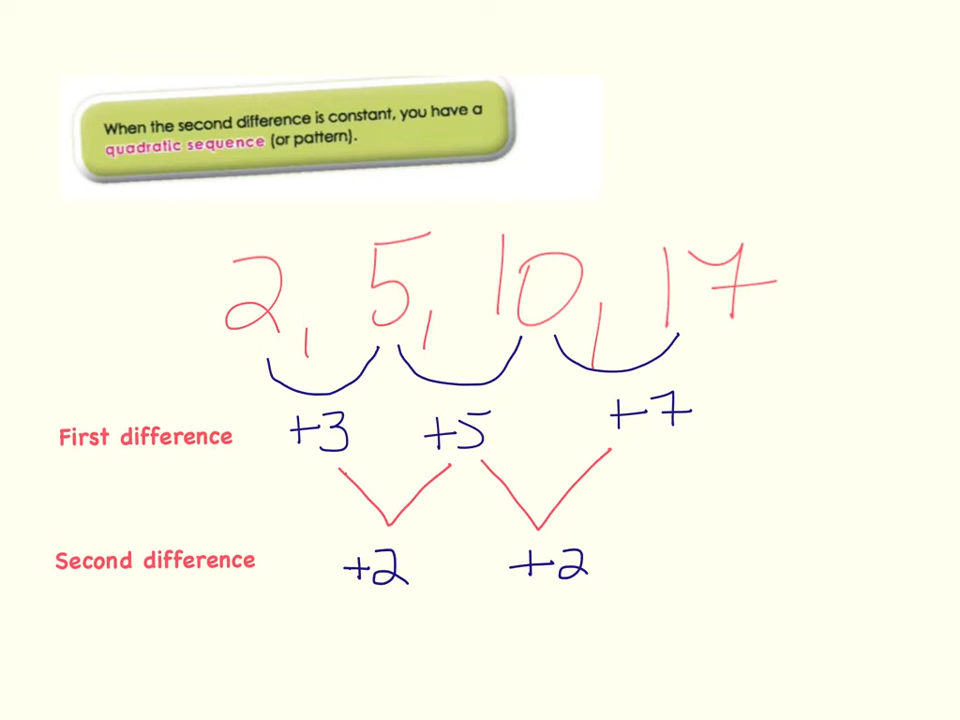 When the second difference is constant, you have a
quadratic sequence (or pattern).
2, 5, 10, 17
First difference +3 +5 +7
Second difference +2 +2